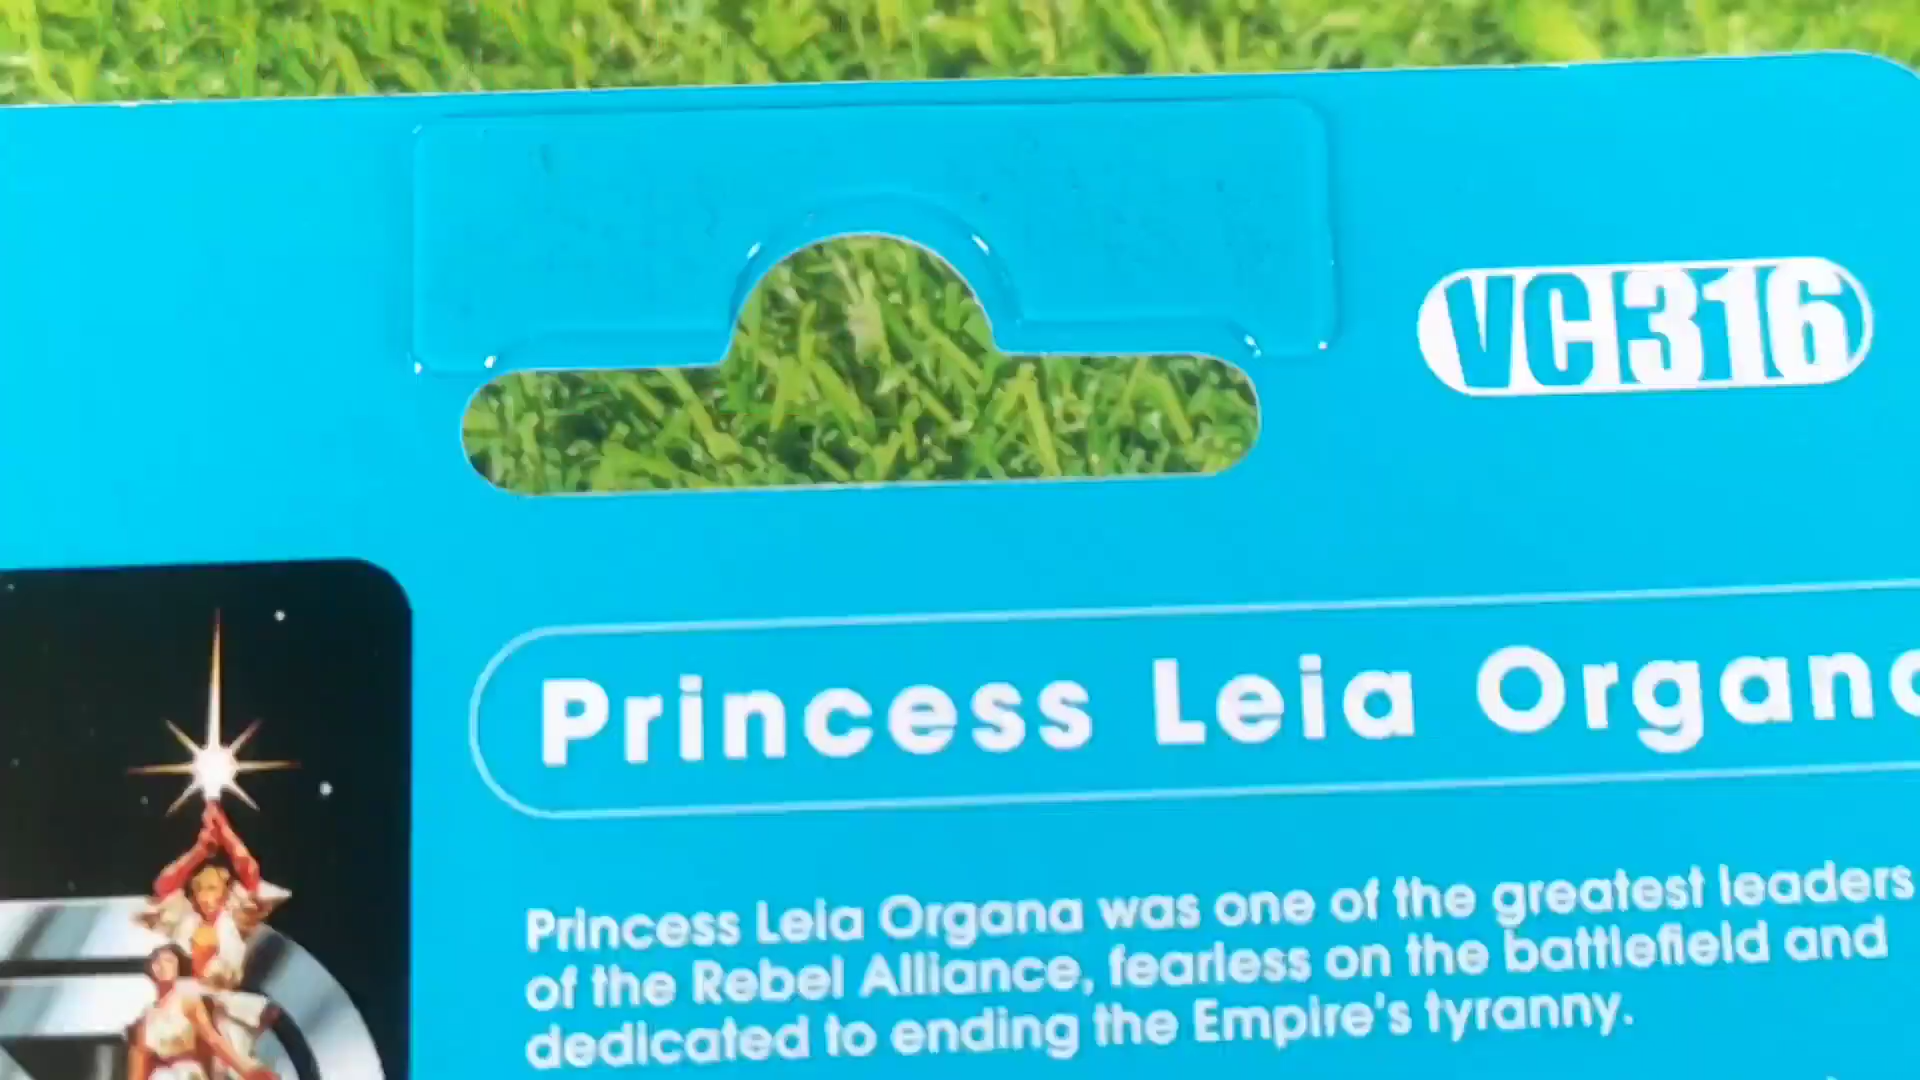 VC316
Princess Leia Organa
Princess Leia Organa was one of the greatest leaders
of the Rebel Alliance, fearless on the battlefield and
dedicated to ending the Empire's tyranny.